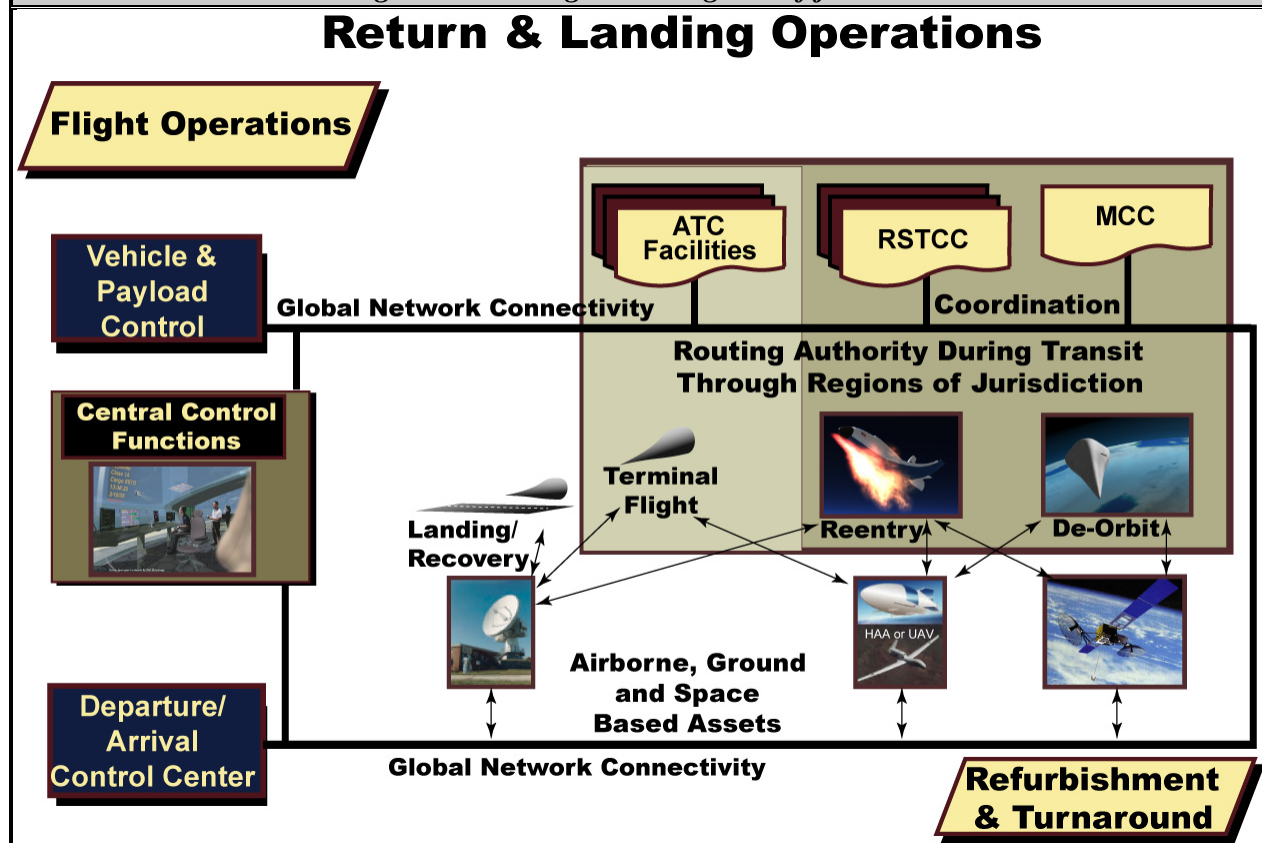 Return & Landing Operations
Flight Operations
ATC
Facilities
RSTCC
MCC
Vehicle &
Payload
Control
Global Network Connectivity
Coordination
Routing Authority During Transit
Through Regions of Jurisdiction
Central Control
Functions
Terminal
Flight
Landing/
Recovery
Reentry
De-Orbit
HAA or UAV
Airborne, Ground
and Space
Based Assets
Departure/
Arrival
Control Center
Global Network Connectivity
Refurbishment
& Turnaround